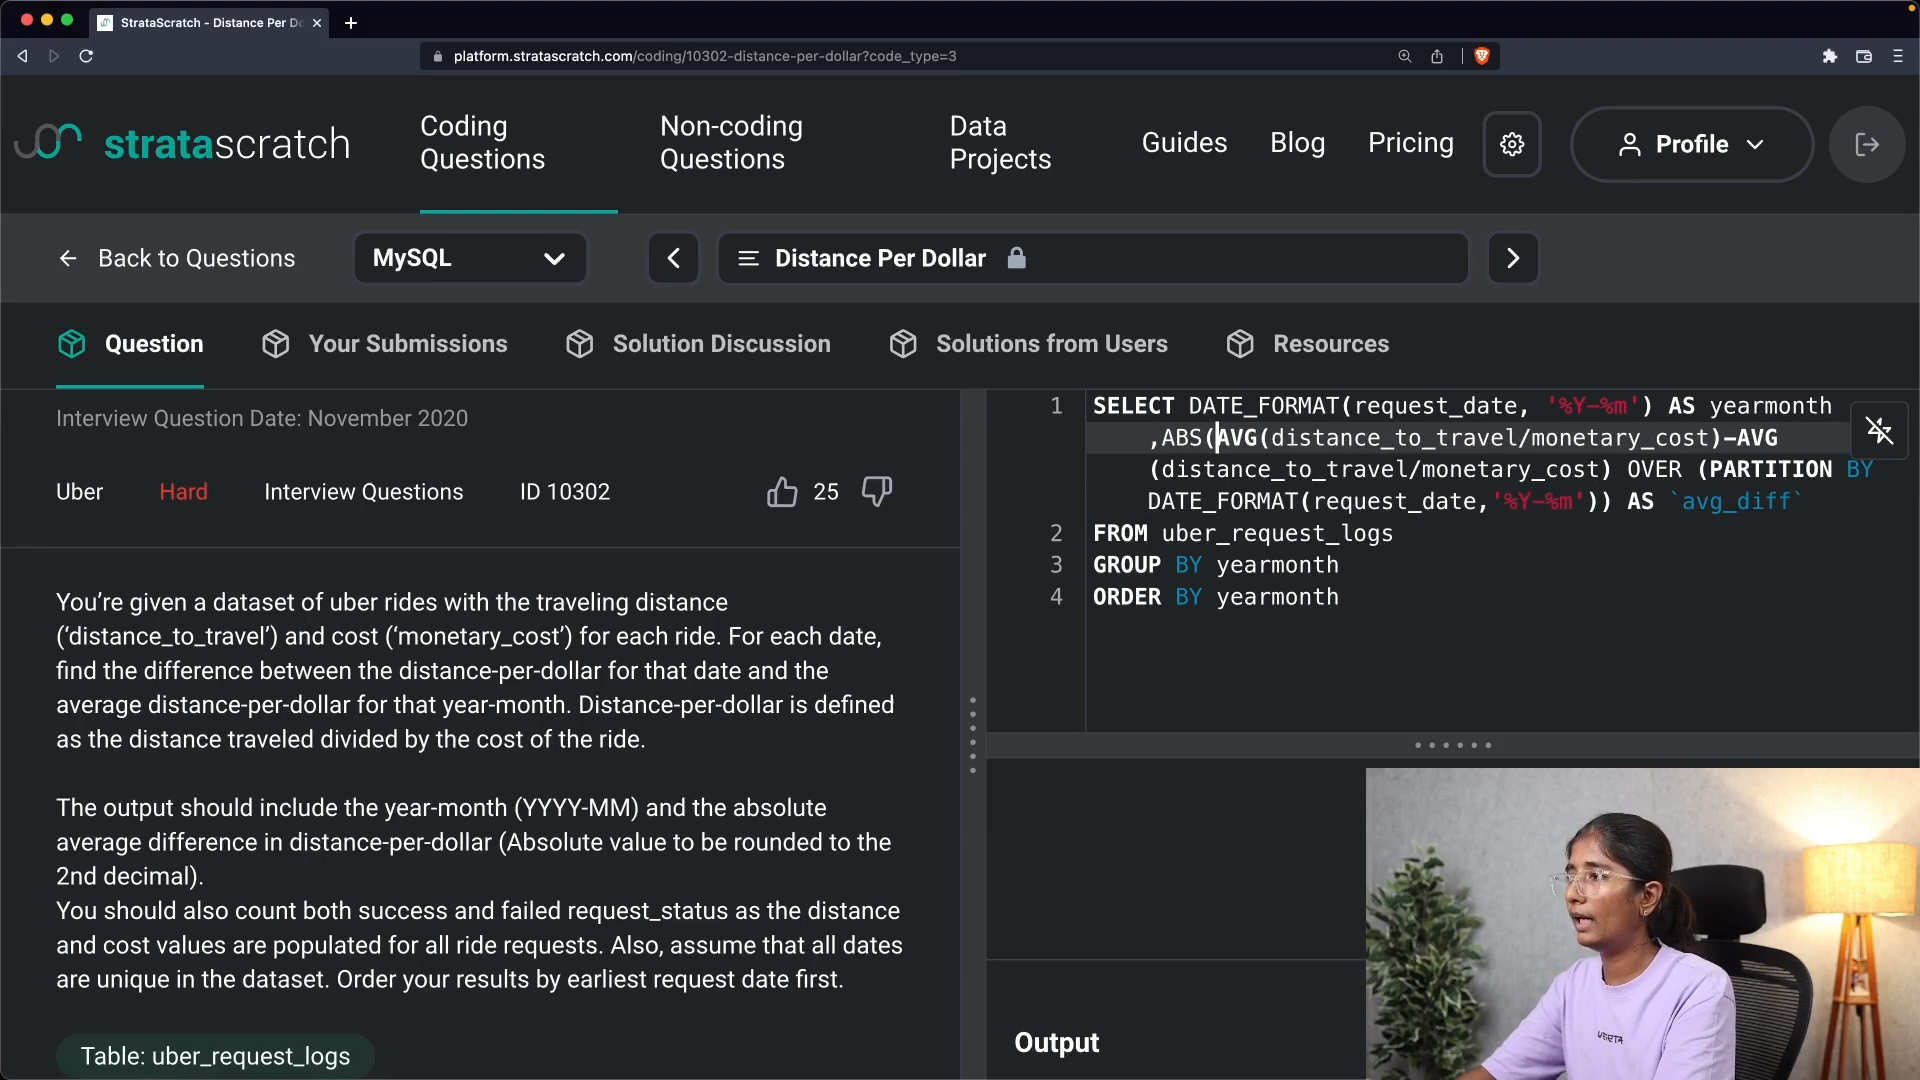 StrataScratch - Distance Per Do
platform.stratascratch.com/coding/10302-distance-per-dollar?code_type=3
stratascratch
Coding
Questions
Non-coding
Questions
Data
Projects
Guides
Blog
Pricing
Profile
Back to Questions
MySQL
Distance Per Dollar
Question
Your Submissions
Solution Discussion
Solutions from Users
Resources
Interview Question Date: November 2020
Uber Hard Interview Questions ID 10302 25
You’re given a dataset of uber rides with the traveling distance
(‘distance_to_travel’) and cost (‘monetary_cost’) for each ride. For each date,
find the difference between the distance-per-dollar for that date and the
average distance-per-dollar for that year-month. Distance-per-dollar is defined
as the distance traveled divided by the cost of the ride.
The output should include the year-month (YYYY-MM) and the absolute
average difference in distance-per-dollar (Absolute value to be rounded to the
2nd decimal).
You should also count both success and failed request_status as the distance
and cost values are populated for all ride requests. Also, assume that all dates
are unique in the dataset. Order your results by earliest request date first.
Table: uber_request_logs
1 SELECT DATE_FORMAT(request_date, '%Y-%m') AS yearmonth
,ABS(AVG(distance_to_travel/monetary_cost)-AVG
(distance_to_travel/monetary_cost) OVER (PARTITION BY
DATE_FORMAT(request_date,'%Y-%m')) AS `avg_diff`
2 FROM uber_request_logs
3 GROUP BY yearmonth
4 ORDER BY yearmonth
Output